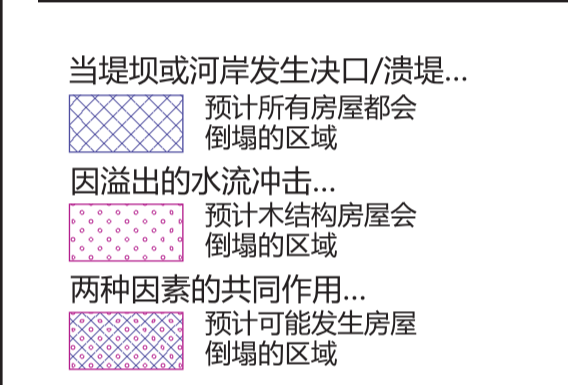 当堤坝或河岸发生决口/溃堤...
预计所有房屋都会
倒塌的区域
因溢出的水流冲击...
预计木结构房屋会
倒塌的区域
两种因素的共同作用...
预计可能发生房屋
倒塌的区域